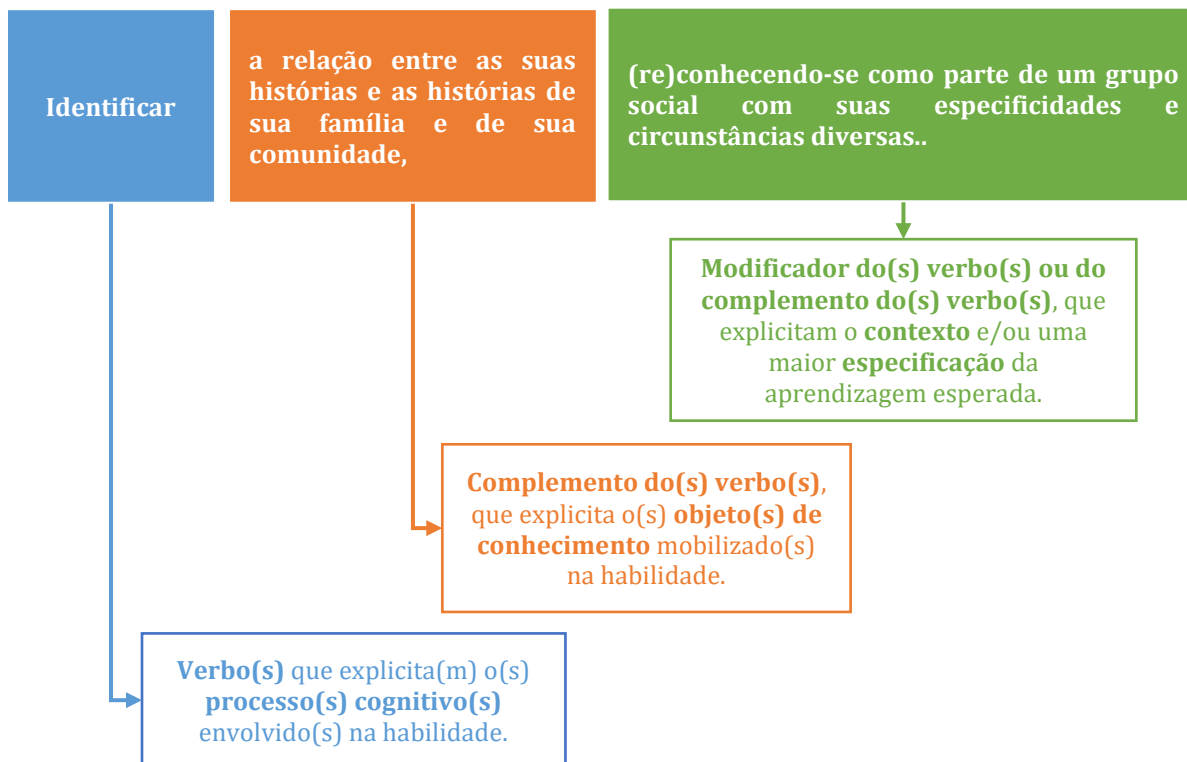 Identificar
a relação entre as suas
histórias e as histórias de
sua família e de sua
comunidade,
(re)conhecendo-se como parte de um grupo
social com suas especificidades e
circunstâncias diversas..
Modificador do(s) verbo(s) ou do
complemento do(s) verbo(s), que
explicitam o contexto e/ou uma
maior especificação da
aprendizagem esperada.
Complemento do(s) verbo(s),
que explicita o(s) objeto(s) de
conhecimento mobilizado(s)
na habilidade.
Verbo(s) que explicita(m) o(s)
processo(s) cognitivo(s)
envolvido(s) na habilidade.